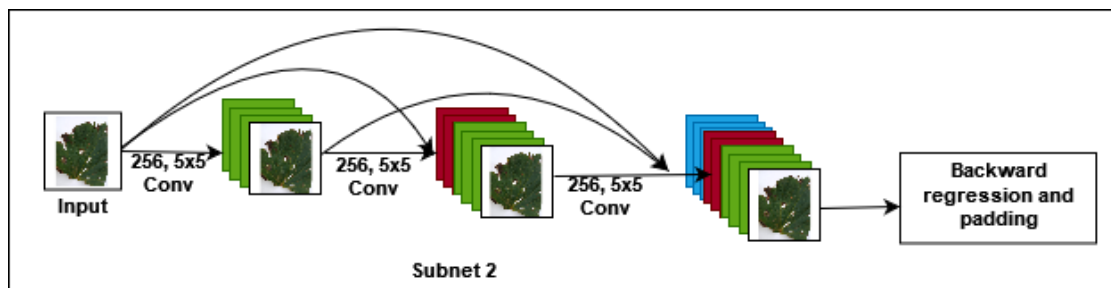 Input
256, 5x5
Conv
256, 5x5
Conv
256, 5x5
Conv
Backward
regression and
padding
Subnet 2